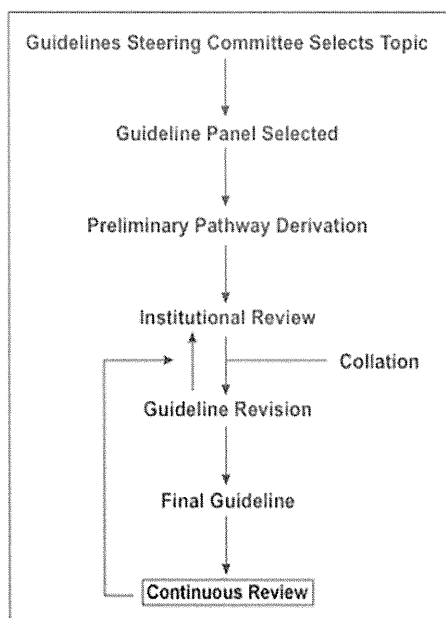 Guidelines Steering Committee Selects Topic
Guideline Panel Selected
Preliminary Pathway Derivation
Institutional Review
Collation
Guideline Revision
Final Guideline
Continuous Review